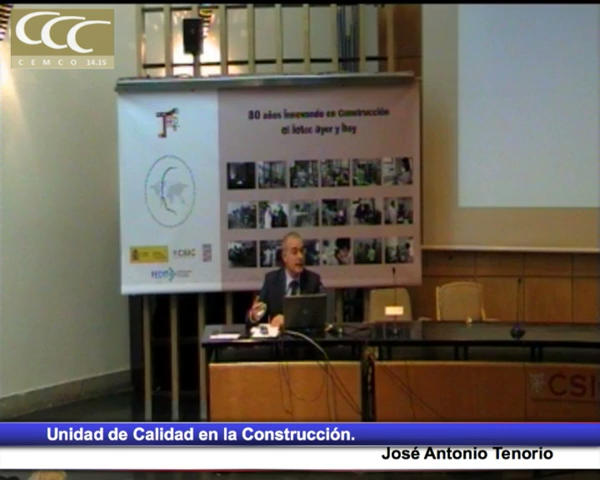 CCC
CEMCO 14.15
80 años innovando en Construcción
el Ietcc ayer y hoy
CSIC
CSIC
Unidad de Calidad en la Construcción.
José Antonio Tenorio